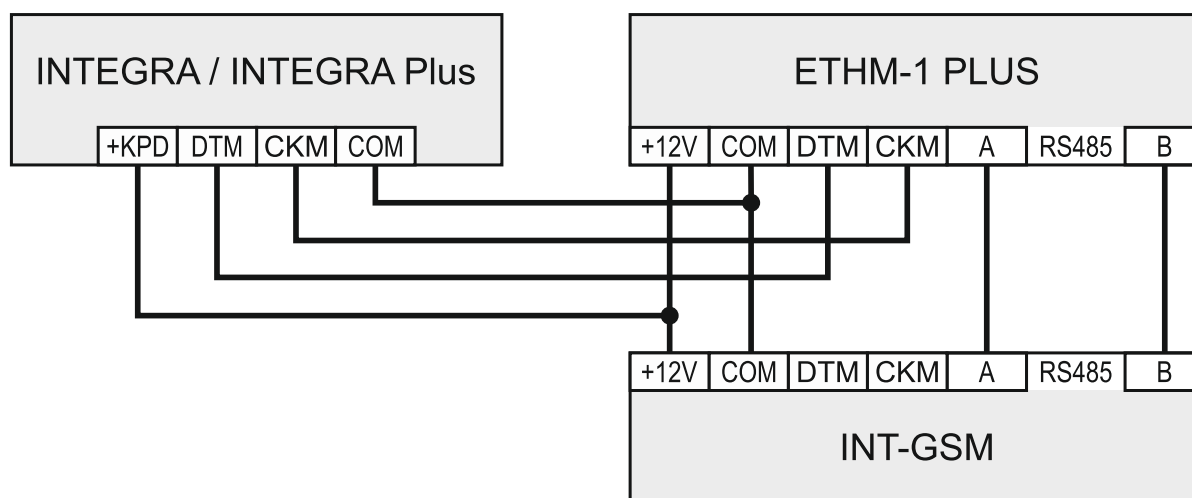 INTEGRA / INTEGRA Plus
+KPD DTM CKM COM
ETHM-1 PLUS
+12V COM DTM CKM A RS485 B
+12V COM DTM CKM A RS485 B
INT-GSM